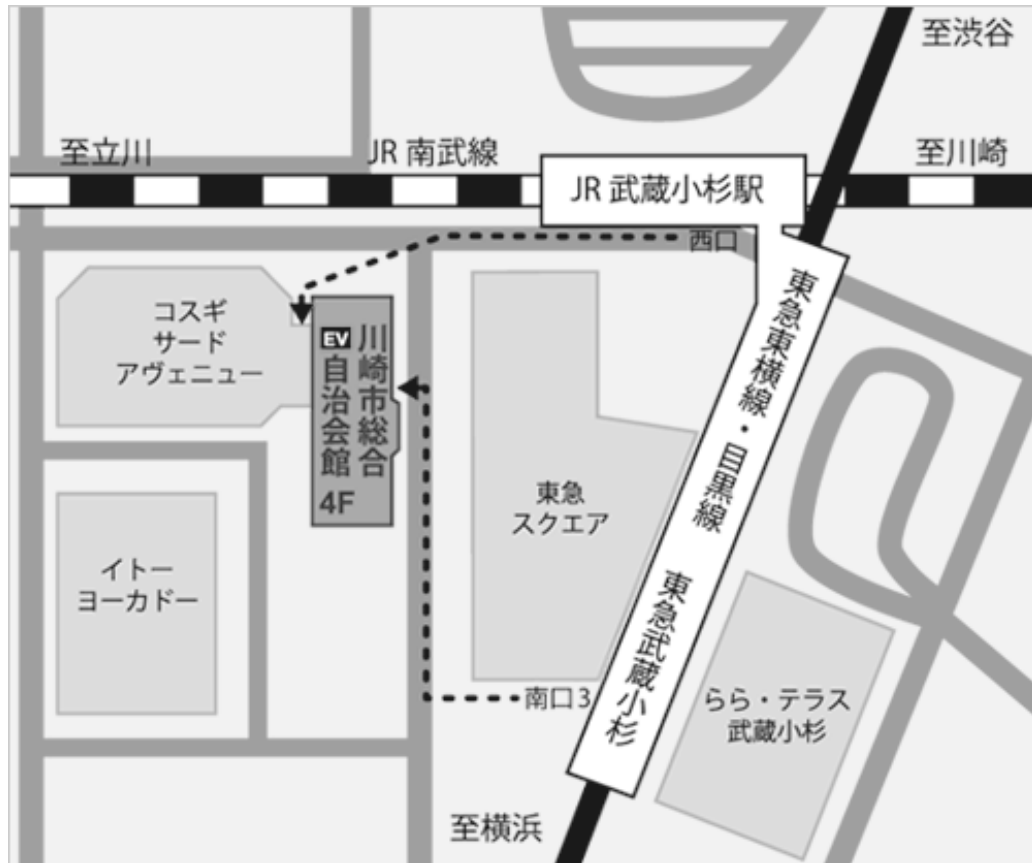 至渋谷
至立川
JR 南武線
至川崎
JR 武蔵小杉駅
西口
コスギ
サード
アヴェニュー
東急東横線・目黒線　東急武蔵小杉
川崎市総合
EV自治会館
4F
東急
スクエア
イトー
ヨーカドー
南口3
らら・テラス
武蔵小杉
至横浜